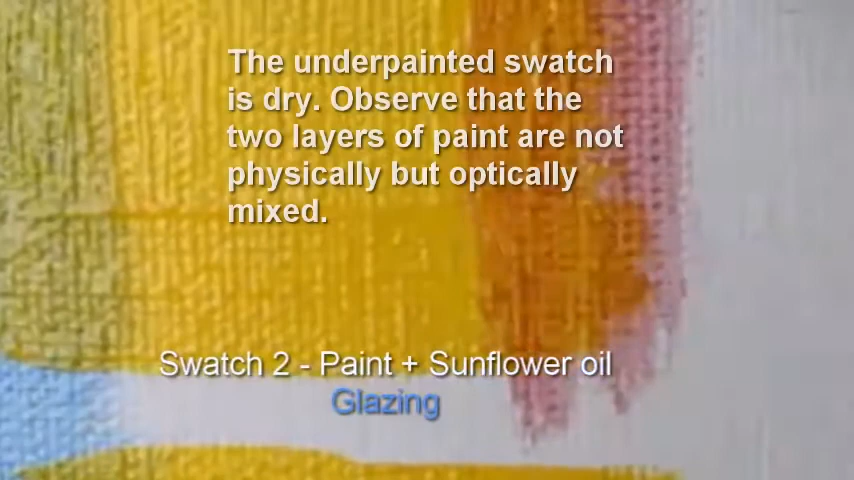 The underpainted swatch
is dry. Observe that the
two layers of paint are not
physically but optically
mixed.
Swatch 2 - Paint + Sunflower oil
Glazing